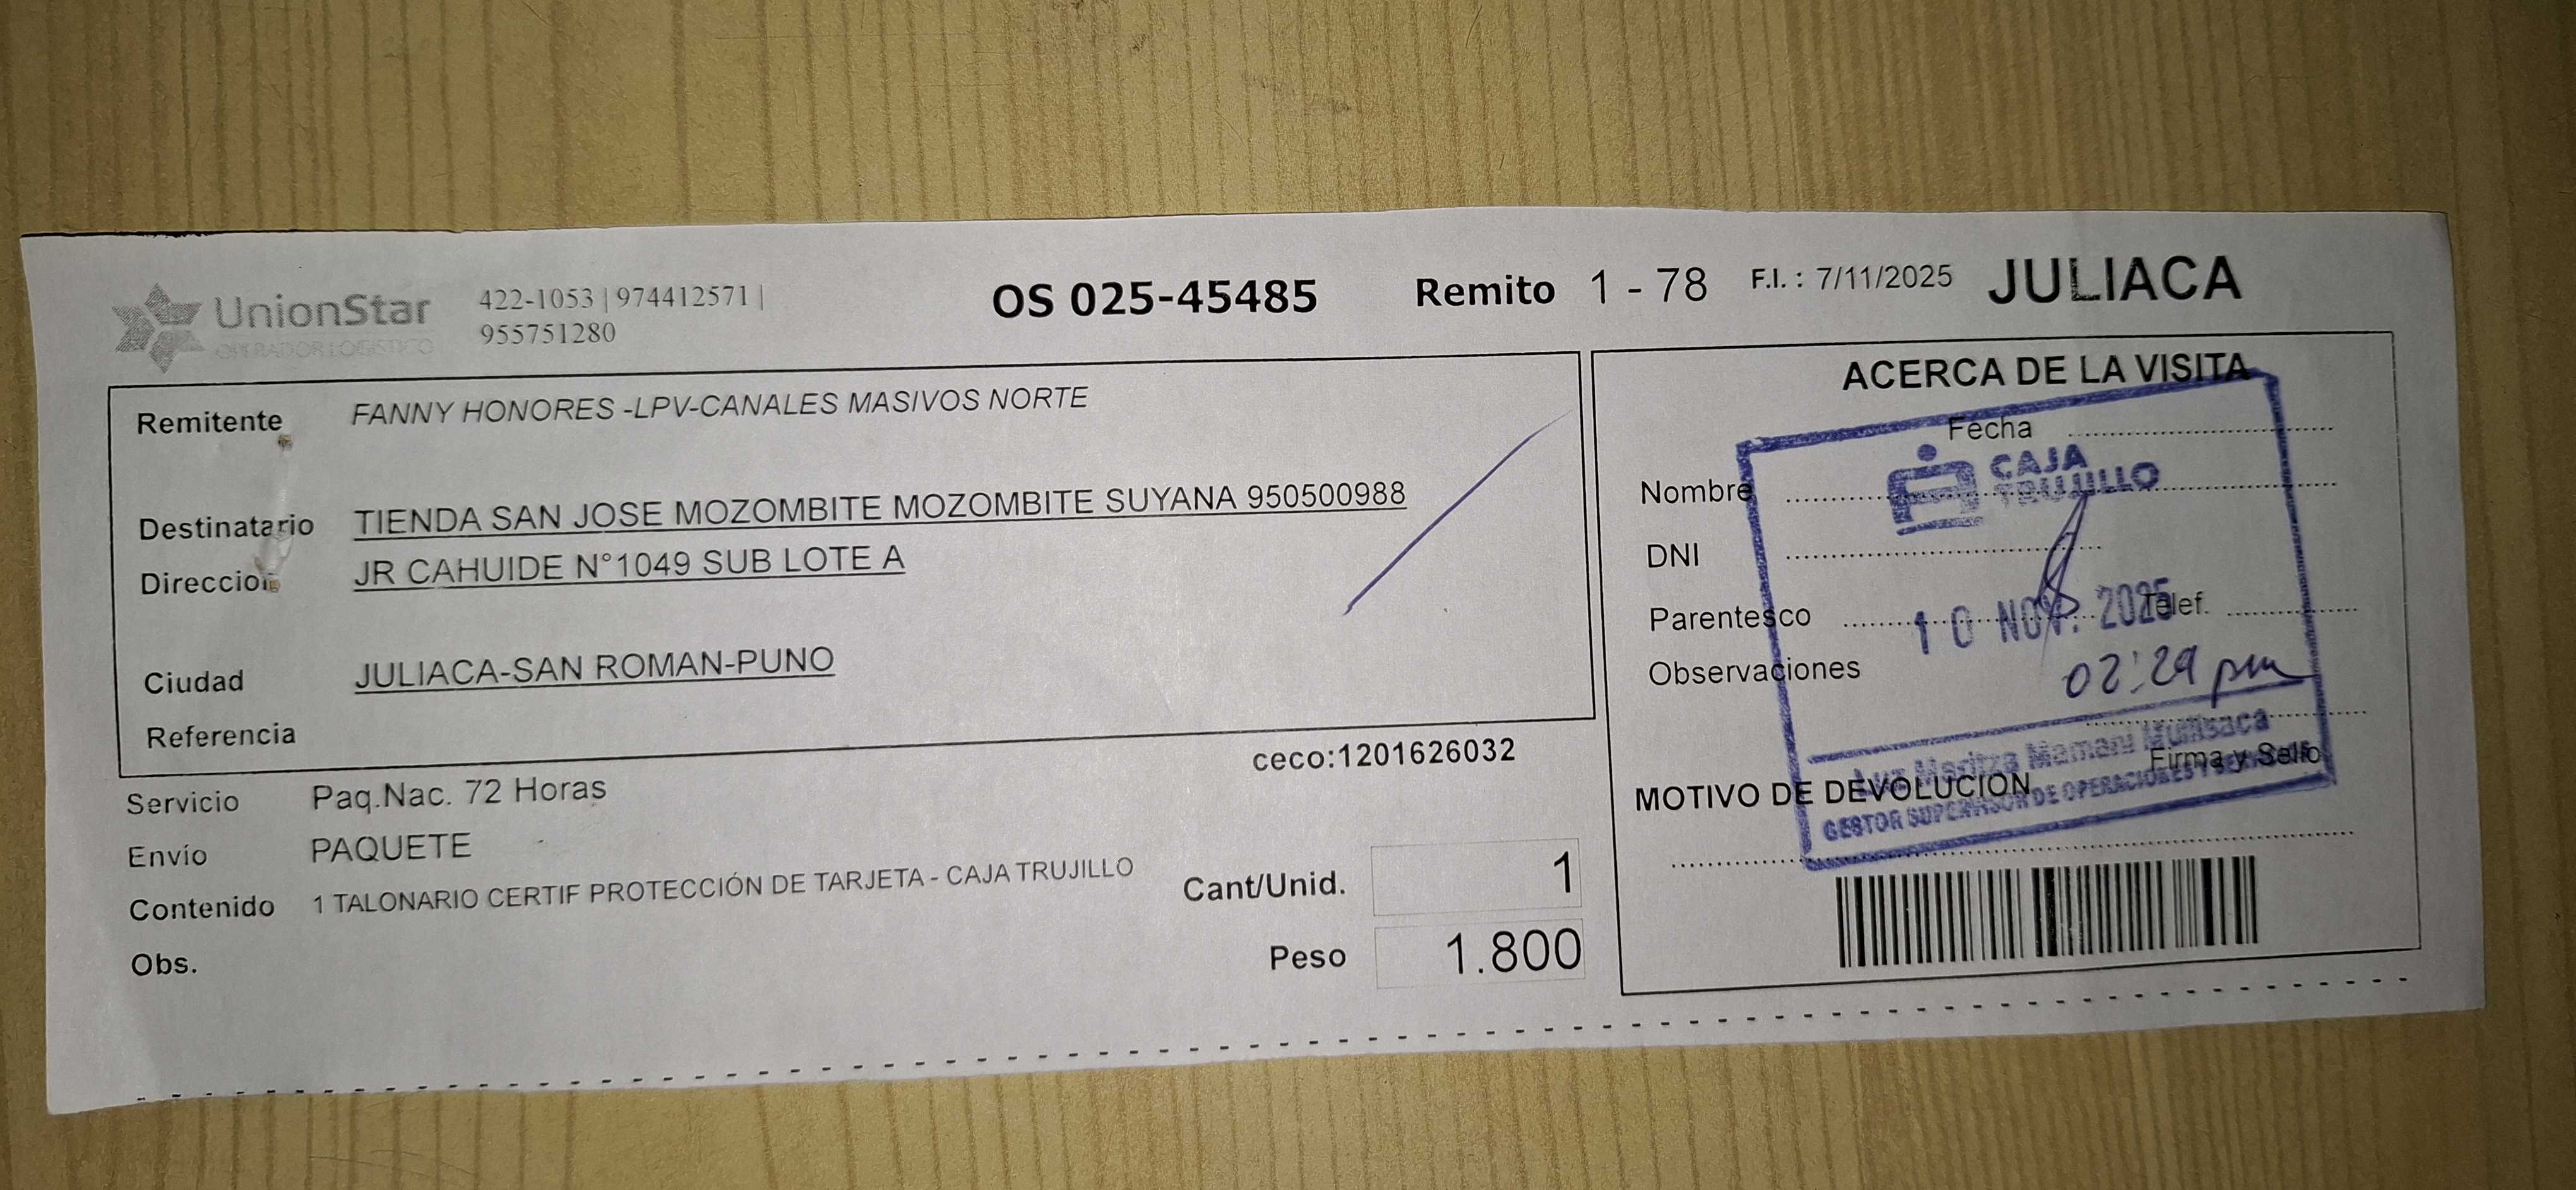 UnionStar
OPERADOR LOGISTICO
422-1053 | 974412571 |
955751280
OS 025-45485
Remito 1 - 78
F.I. : 7/11/2025
JULIACA
Remitente FANNY HONORES -LPV-CANALES MASIVOS NORTE
Destinatario TIENDA SAN JOSE MOZOMBITE MOZOMBITE SUYANA 950500988
Direccion JR CAHUIDE N°1049 SUB LOTE A
Ciudad JULIACA-SAN ROMAN-PUNO
Referencia
ceco:1201626032
Servicio Paq.Nac. 72 Horas
Envío PAQUETE
Contenido 1 TALONARIO CERTIF PROTECCIÓN DE TARJETA - CAJA TRUJILLO
Cant/Unid. 1
Obs.
Peso 1.800
ACERCA DE LA VISITA
Fecha
CAJA
TRUJILLO
Nombre
DNI
Parentesco
Telef.
10 NOV. 2025
Observaciones
02:29 pm
Maritza Mamani
Firma y Sello
MOTIVO DE DEVOLUCION
GESTOR SUPERVISOR DE OPERACIONES Y